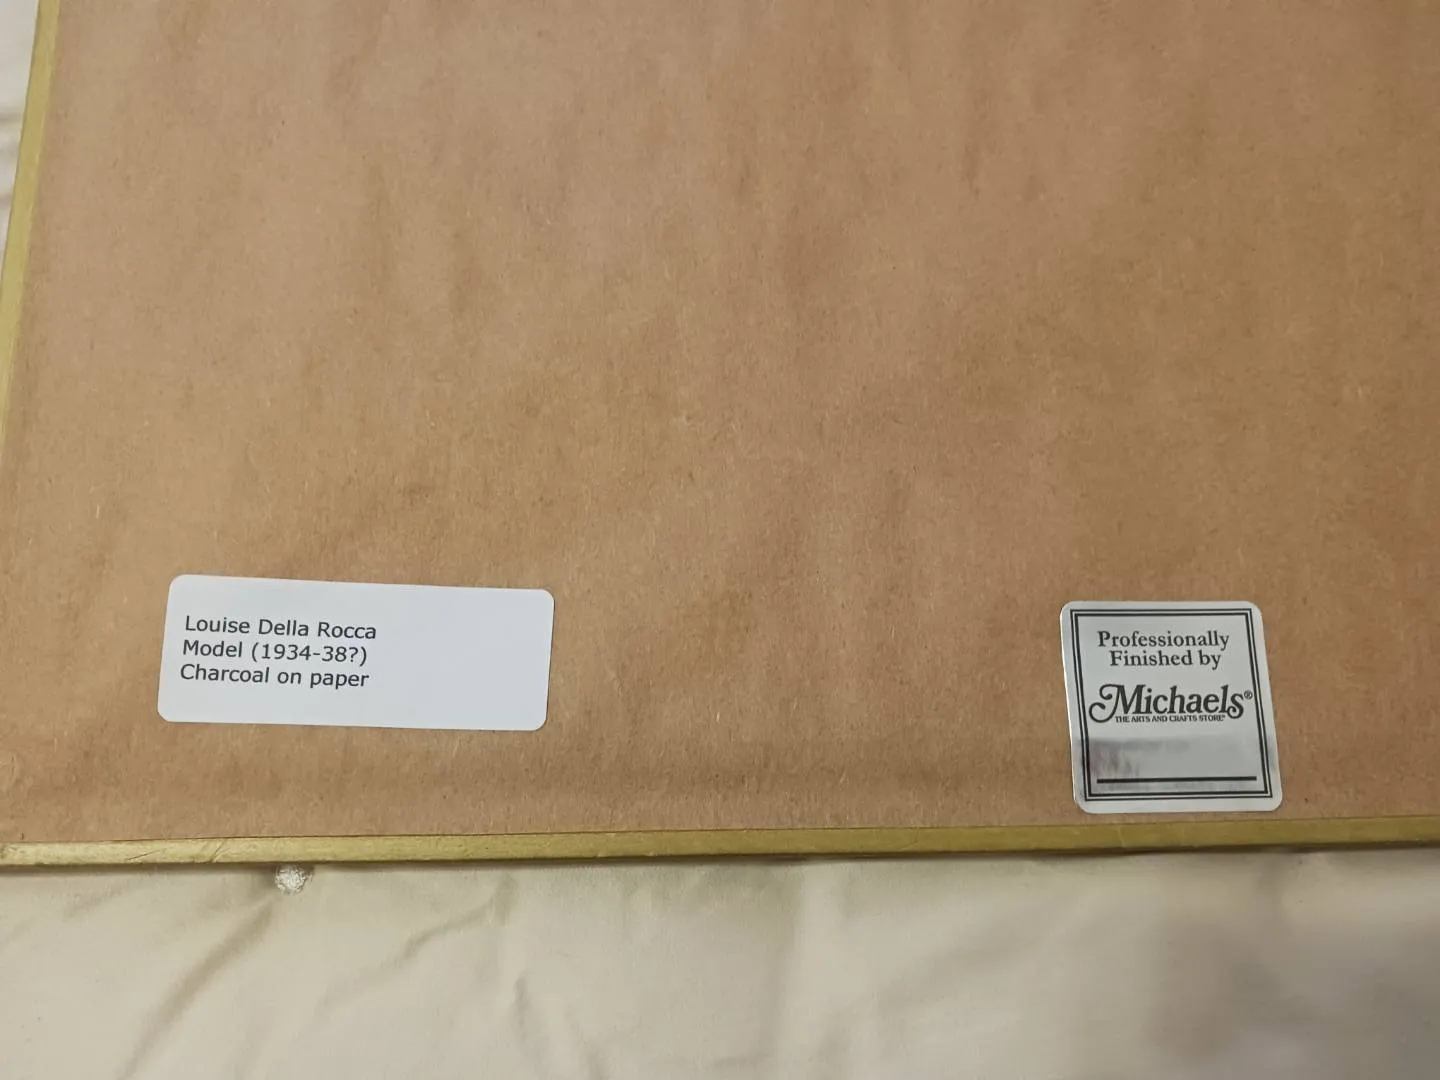 Louise Della Rocca
Model (1934-38?)
Charcoal on paper
Professionally
Finished by
Michaels®
THE ARTS AND CRAFTS STORE®